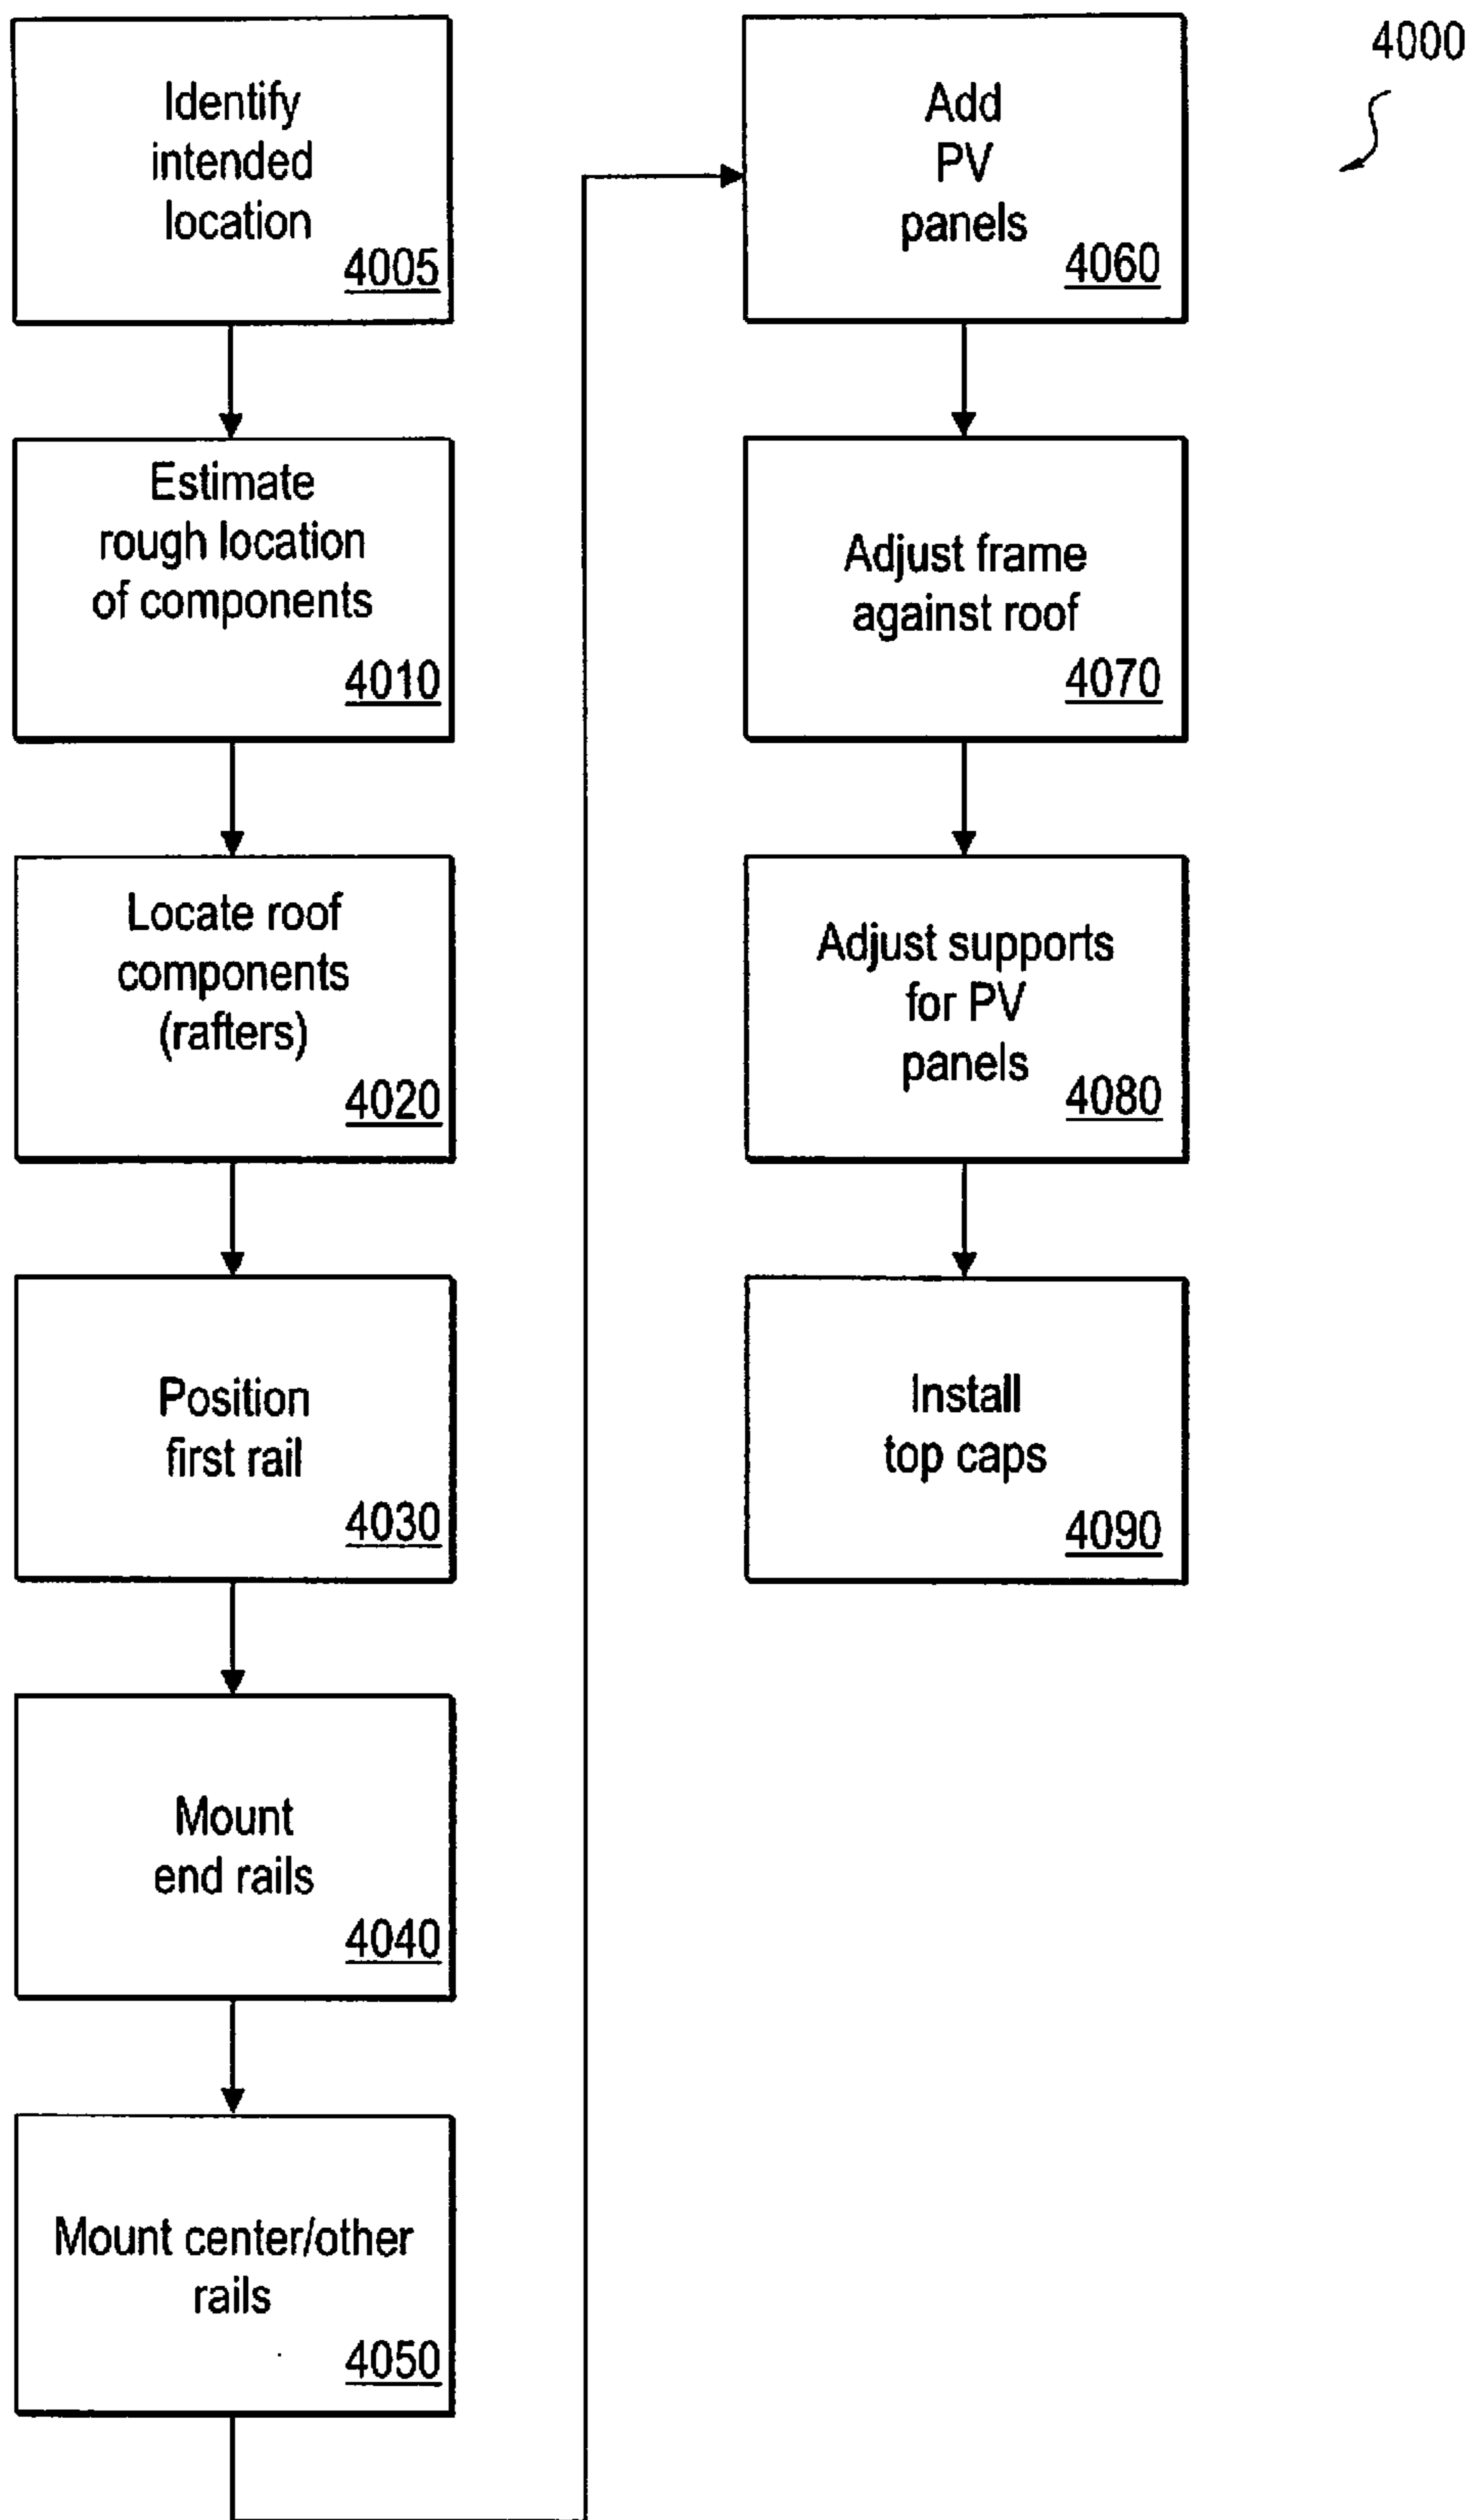 Identify
intended
location
4005
Estimate
rough location
of components
4010
Locate roof
components
(rafters)
4020
Position
first rail
4030
Mount
end rails
4040
Mount center/other
rails
4050
Add
PV
panels
4060
Adjust frame
against roof
4070
Adjust supports
for PV
panels
4080
Install
top caps
4090
4000